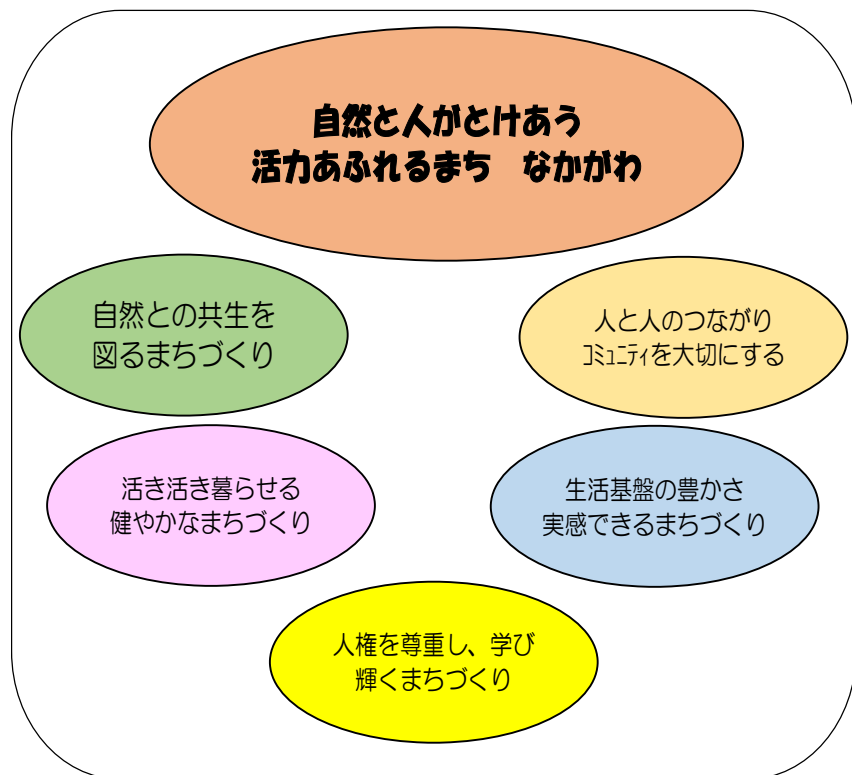 自然と人がとけあう
活力あふれるまち　なかがわ
自然との共生を
図るまちづくり
人と人のつながり
ｺﾐｭﾆﾃｨを大切にする
活き活き暮らせる
健やかなまちづくり
生活基盤の豊かさ
実感できるまちづくり
人権を尊重し、学び
輝くまちづくり